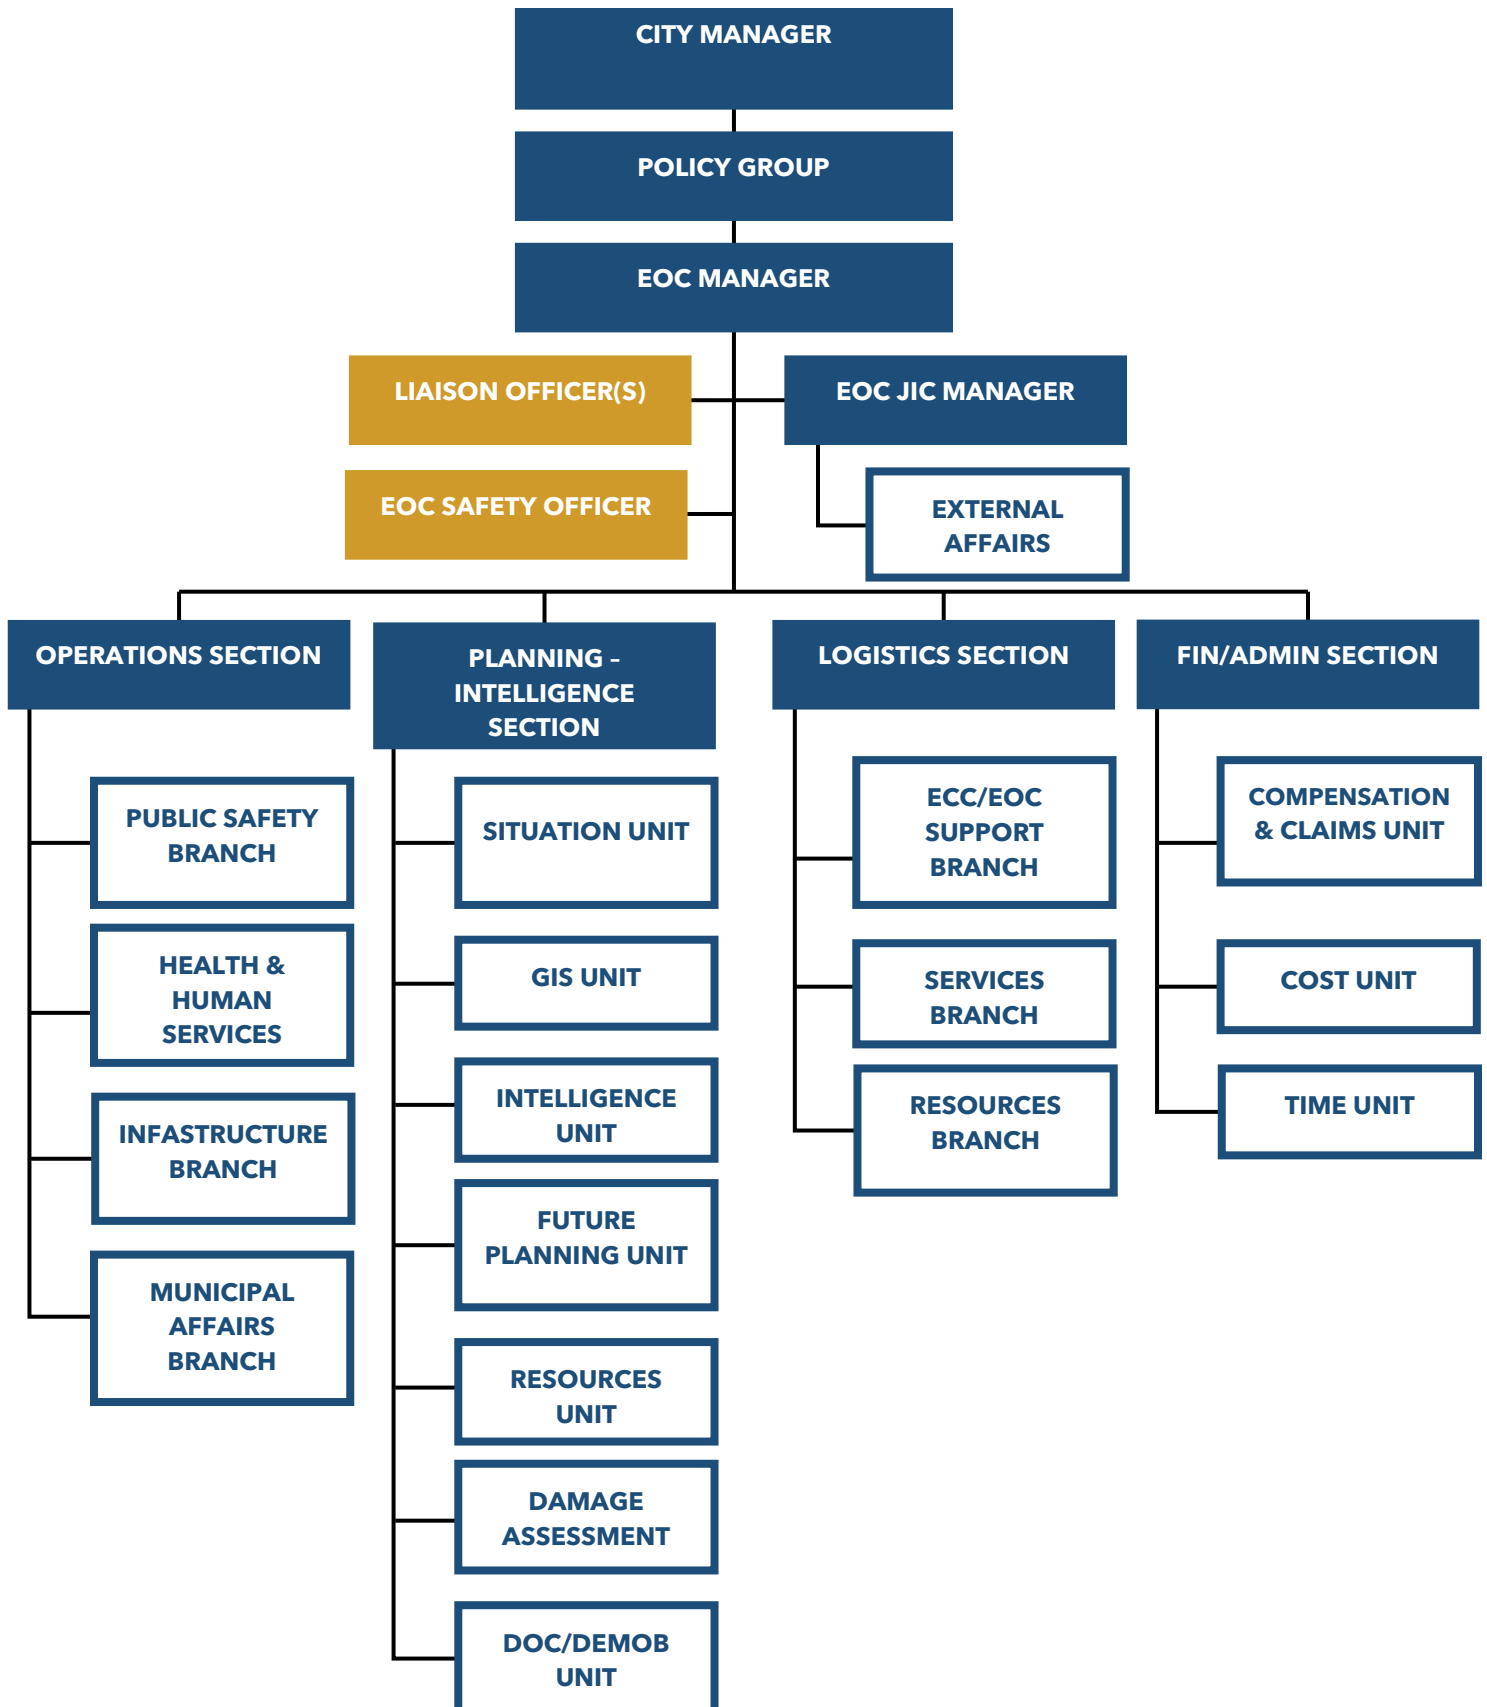 CITY MANAGER
POLICY GROUP
EOC MANAGER
LIAISON OFFICER(S)
EOC JIC MANAGER
EOC SAFETY OFFICER
EXTERNAL
AFFAIRS
OPERATIONS SECTION
PUBLIC SAFETY
BRANCH
HEALTH &
HUMAN
SERVICES
INFASTRUCTURE
BRANCH
MUNICIPAL
AFFAIRS
BRANCH
PLANNING –
INTELLIGENCE
SECTION
SITUATION UNIT
GIS UNIT
INTELLIGENCE
UNIT
FUTURE
PLANNING UNIT
RESOURCES
UNIT
DAMAGE
ASSESSMENT
DOC/DEMOB
UNIT
LOGISTICS SECTION
ECC/EOC
SUPPORT
BRANCH
SERVICES
BRANCH
RESOURCES
BRANCH
FIN/ADMIN SECTION
COMPENSATION
& CLAIMS UNIT
COST UNIT
TIME UNIT